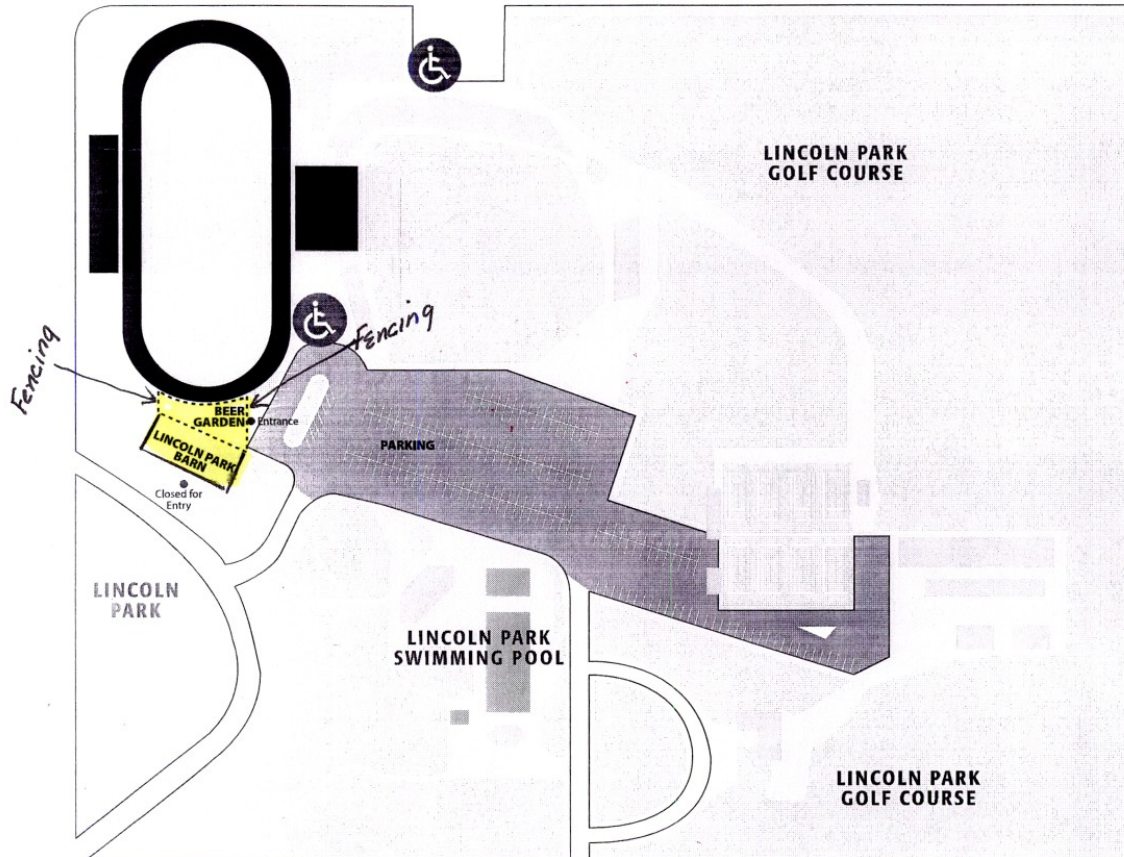 LINCOLN PARK
GOLF COURSE
Fencing
Fencing
BEER
GARDEN
Entrance
LINCOLN PARK
BARN
PARKING
Closed for
Entry
LINCOLN
PARK
LINCOLN PARK
SWIMMING POOL
LINCOLN PARK
GOLF COURSE